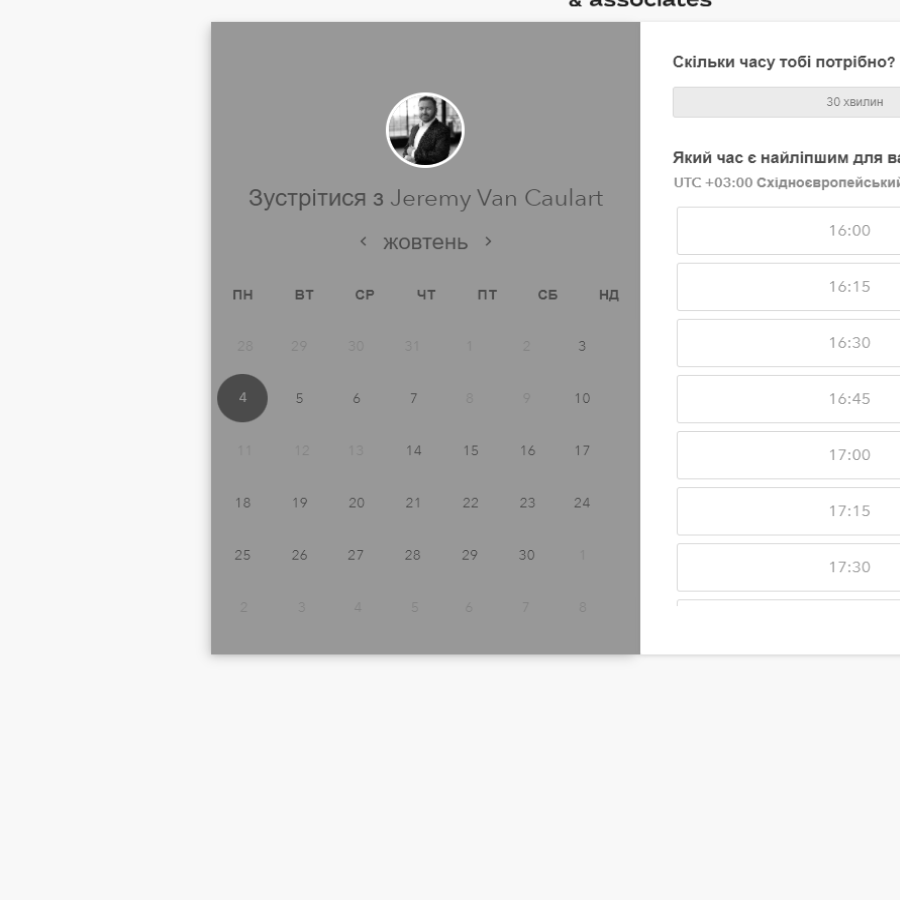 & associates
Зустрітися з Jeremy Van Caulart
жовтень
ПН ВТ СР ЧТ ПТ СБ НД
28 29 30 31 1 2 3
4 5 6 7 8 9 10
11 12 13 14 15 16 17
18 19 20 21 22 23 24
25 26 27 28 29 30 1
2 3 4 5 6 7 8
Скільки часу тобі потрібно?
30 хвилин
Який час є найліпшим для ва
UTC +03:00 Східноєвропейський
16:00
16:15
16:30
16:45
17:00
17:15
17:30